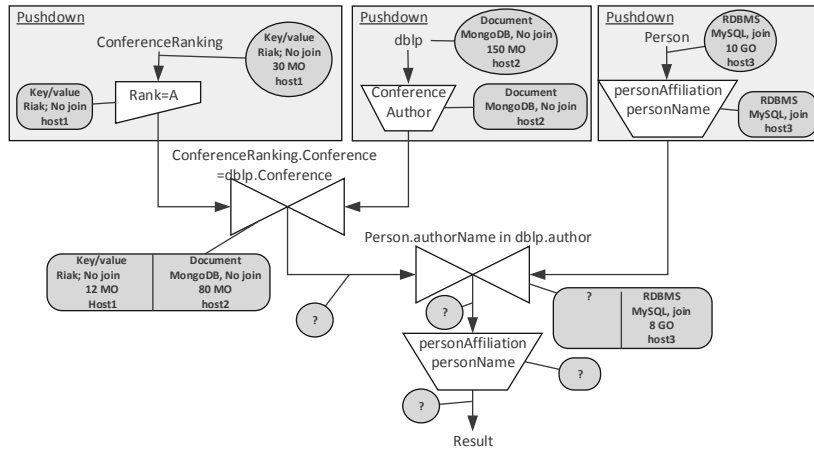 Pushdown
ConferenceRanking
Key/value
Riak; No join
30 MO
host1
Key/value
Riak; No join
host1
Rank=A
Pushdown
dblp
Document
MongoDB, No join
150 MO
host2
Conference
Author
Document
MongoDB, No join
host2
Pushdown
Person
RDBMS
MySQL, join
10 GO
host3
personAffiliation
personName
RDBMS
MySQL, join
host3
ConferenceRanking.Conference
=dblp.Conference
Person.authorName in dblp.author
Key/value
Riak; No join
12 MO
Host1
Document
MongoDB, No join
80 MO
host2
?
?
?
RDBMS
MySQL, join
8 GO
host3
personAffiliation
personName
?
?
Result